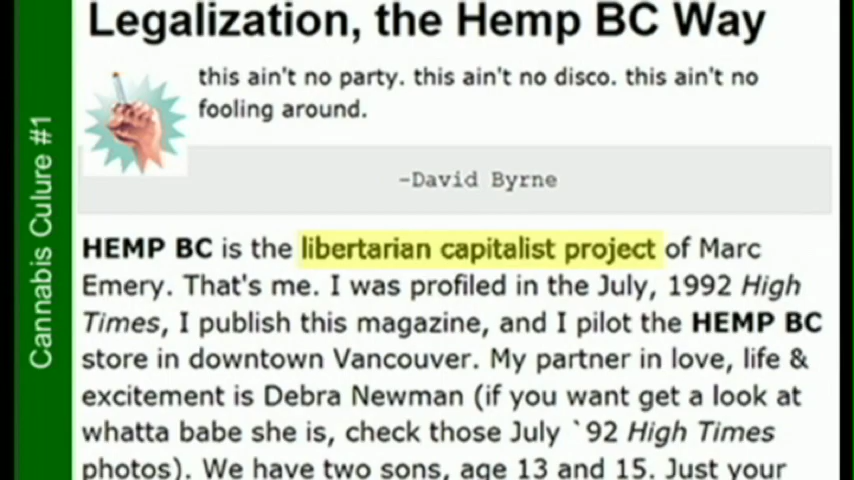 Legalization, the Hemp BC Way
this ain't no party. this ain't no disco. this ain't no
fooling around.
-David Byrne
Cannabis Culure #1
HEMP BC is the libertarian capitalist project of Marc
Emery. That's me. I was profiled in the July, 1992 High
Times, I publish this magazine, and I pilot the HEMP BC
store in downtown Vancouver. My partner in love, life &
excitement is Debra Newman (if you want get a look at
whatta babe she is, check those July `92 High Times
photos). We have two sons, age 13 and 15. Just your